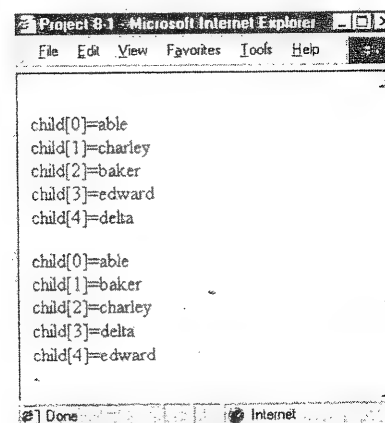 Project 8-1 - Microsoft Internet Explorer
File Edit View Favorites Tools Help
child[0]=able
child[1]=charley
child[2]=baker
child[3]=edward
child[4]=delta
child[0]=able
child[1]=baker
child[2]=charley
child[3]=delta
child[4]=edward
Done Internet